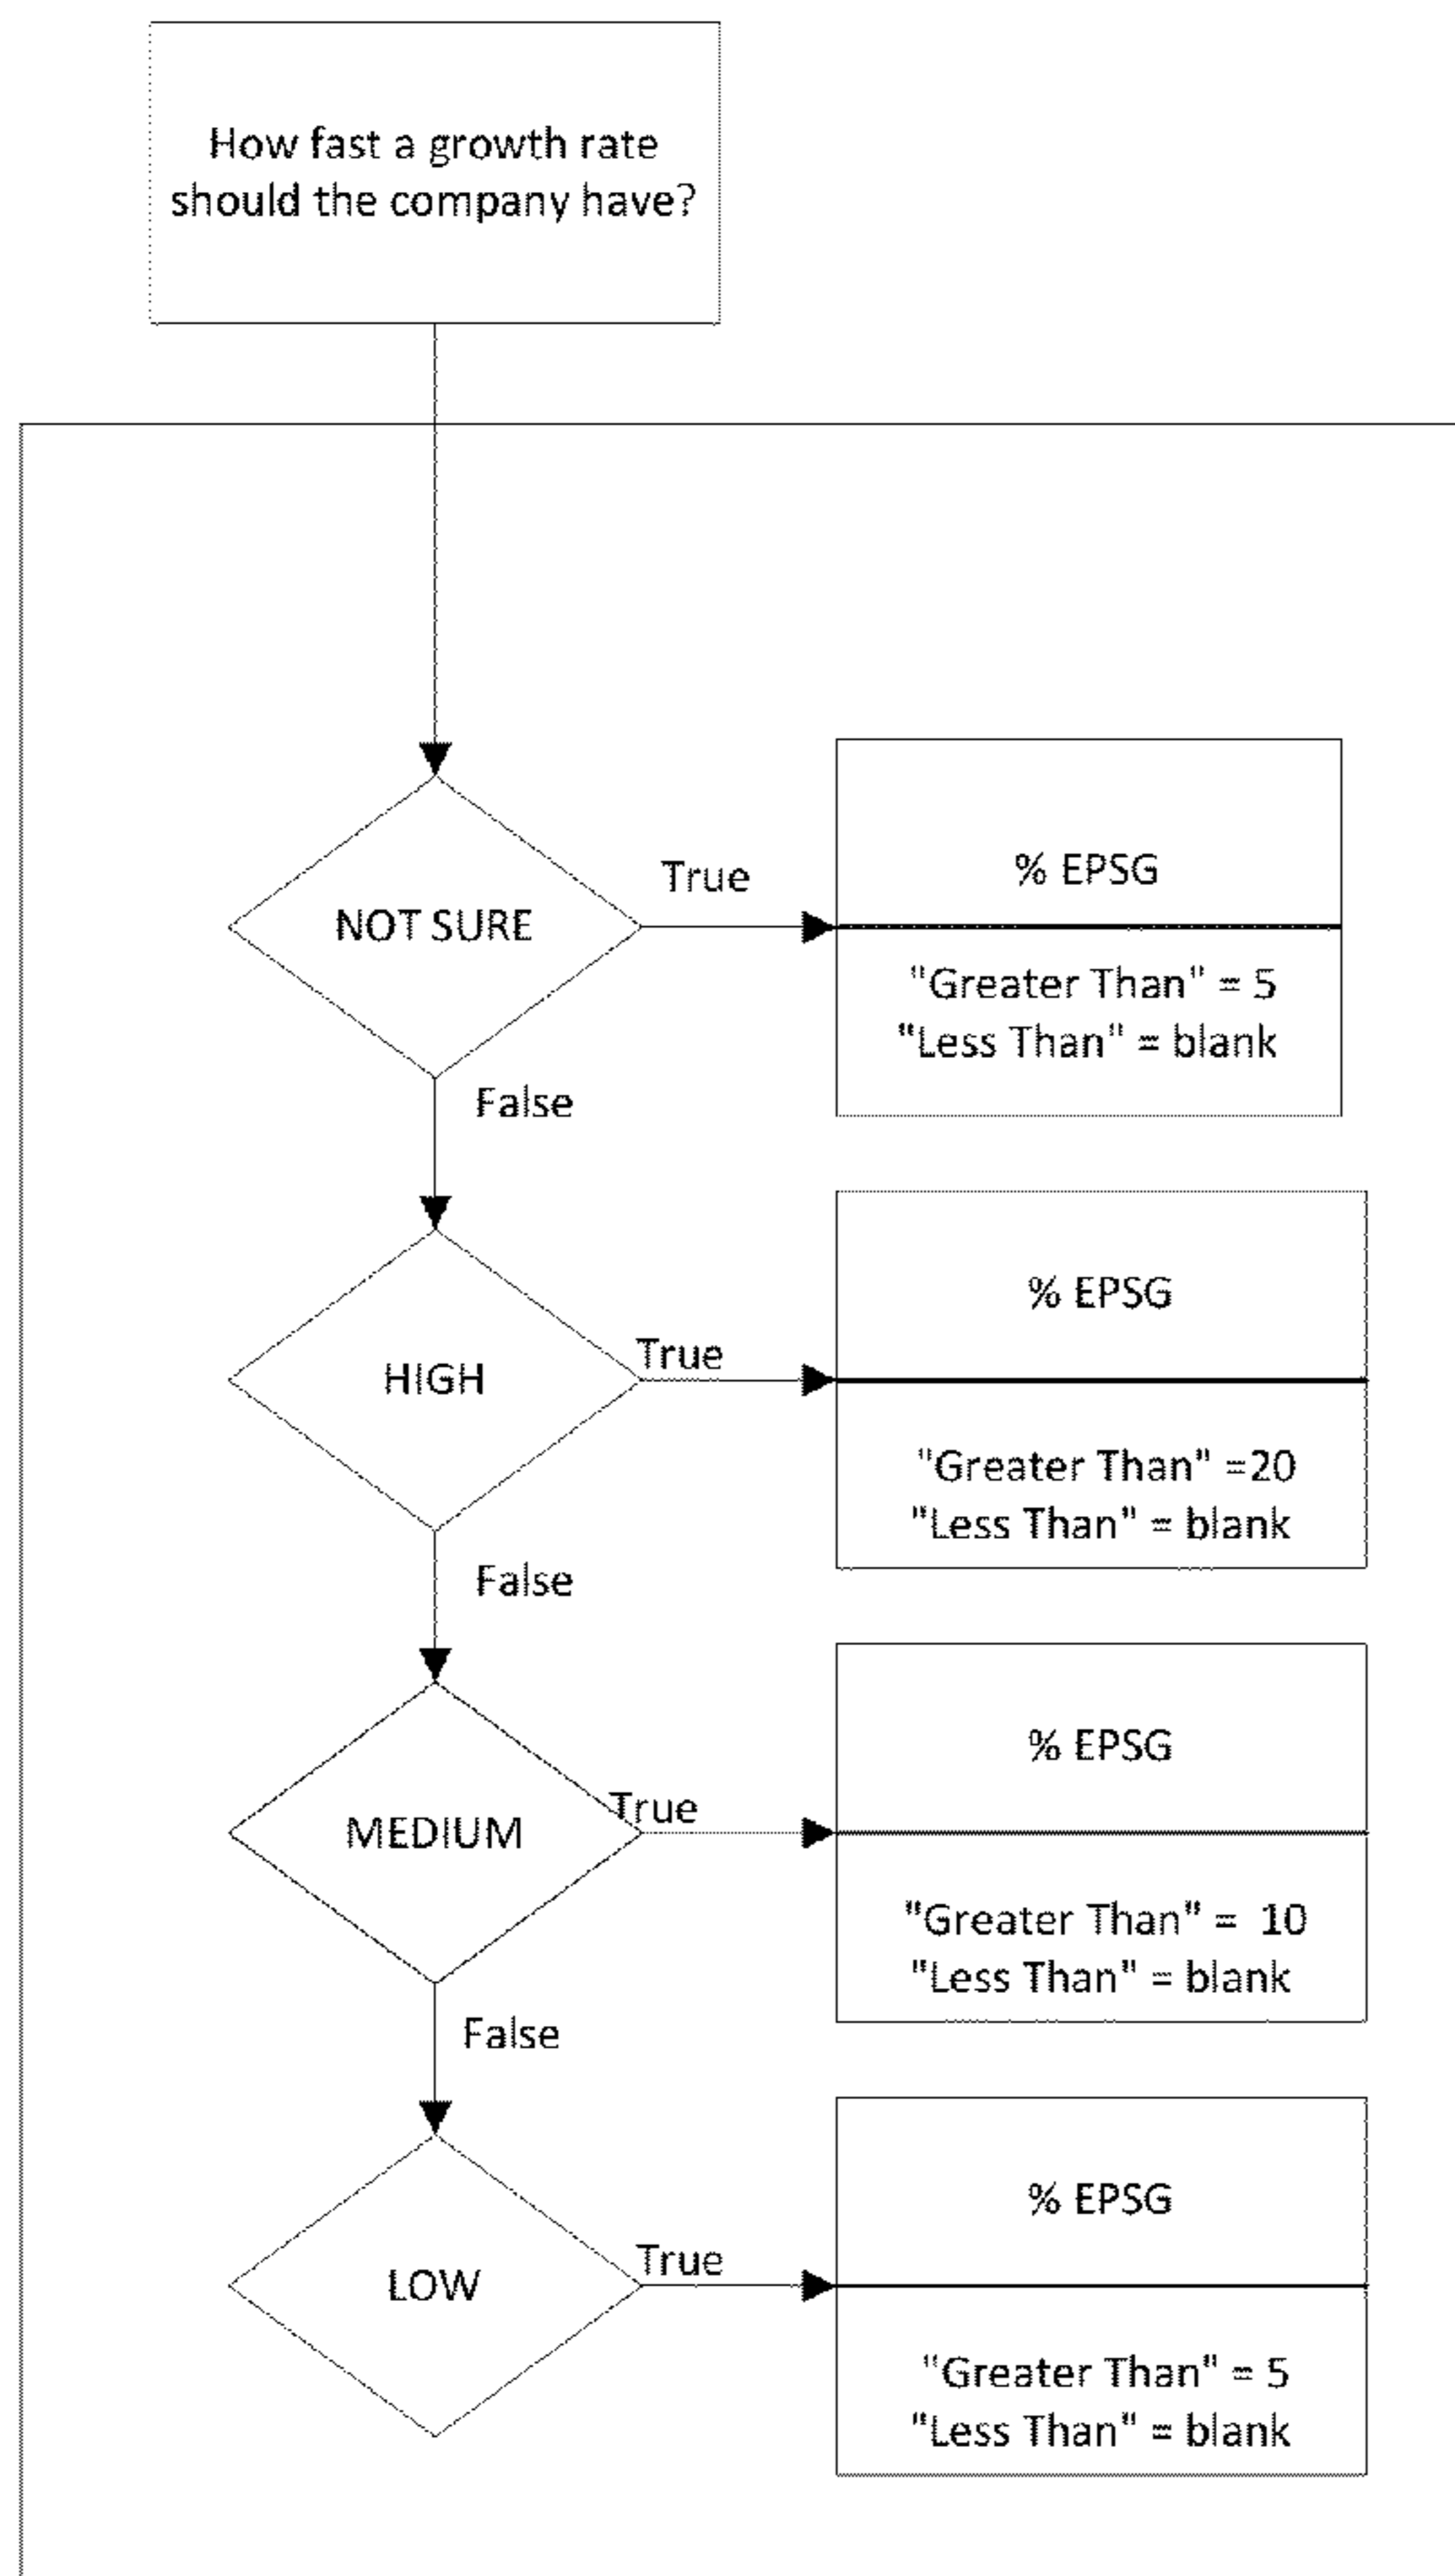 How fast a growth rate
should the company have?
NOT SURE
True
% EPSG
"Greater Than" = 5
"Less Than" = blank
False
HIGH
True
% EPSG
"Greater Than" =20
"Less Than" = blank
False
MEDIUM
True
% EPSG
"Greater Than" =  10
"Less Than" = blank
False
LOW
True
% EPSG
"Greater Than" = 5
"Less Than" = blank